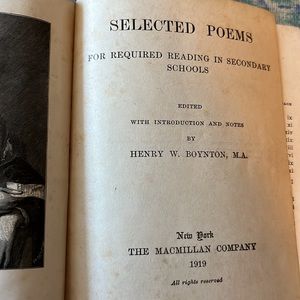 SELECTED POEMS
FOR REQUIRED READING IN SECONDARY
SCHOOLS
EDITED
WITH INTRODUCTION AND NOTES
BY
HENRY W. BOYNTON, M.A.
New York
THE MACMILLAN COMPANY
1919
All rights reserved